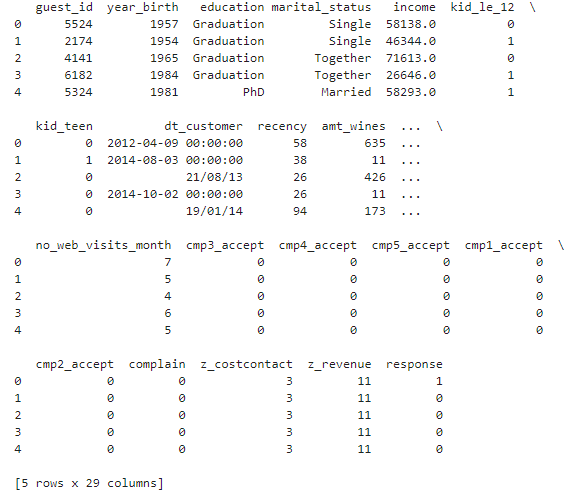 guest_id year_birth education marital_status income kid_le_12 \
0 5524 1957 Graduation Single 58138.0 0
1 2174 1954 Graduation Single 46344.0 1
2 4141 1965 Graduation Together 71613.0 0
3 6182 1984 Graduation Together 26646.0 1
4 5324 1981 PhD Married 58293.0 1
kid_teen dt_customer recency amt_wines ... \
0 0 2012-04-09 00:00:00 58 635 ...
1 1 2014-08-03 00:00:00 38 11 ...
2 0 21/08/13 26 426 ...
3 0 2014-10-02 00:00:00 26 11 ...
4 0 19/01/14 94 173 ...
no_web_visits_month cmp3_accept cmp4_accept cmp5_accept cmp1_accept \
0 7 0 0 0 0
1 5 0 0 0 0
2 4 0 0 0 0
3 6 0 0 0 0
4 5 0 0 0 0
cmp2_accept complain z_costcontact z_revenue response
0 0 0 3 11 1
1 0 0 3 11 0
2 0 0 3 11 0
3 0 0 3 11 0
4 0 0 3 11 0
[5 rows x 29 columns]